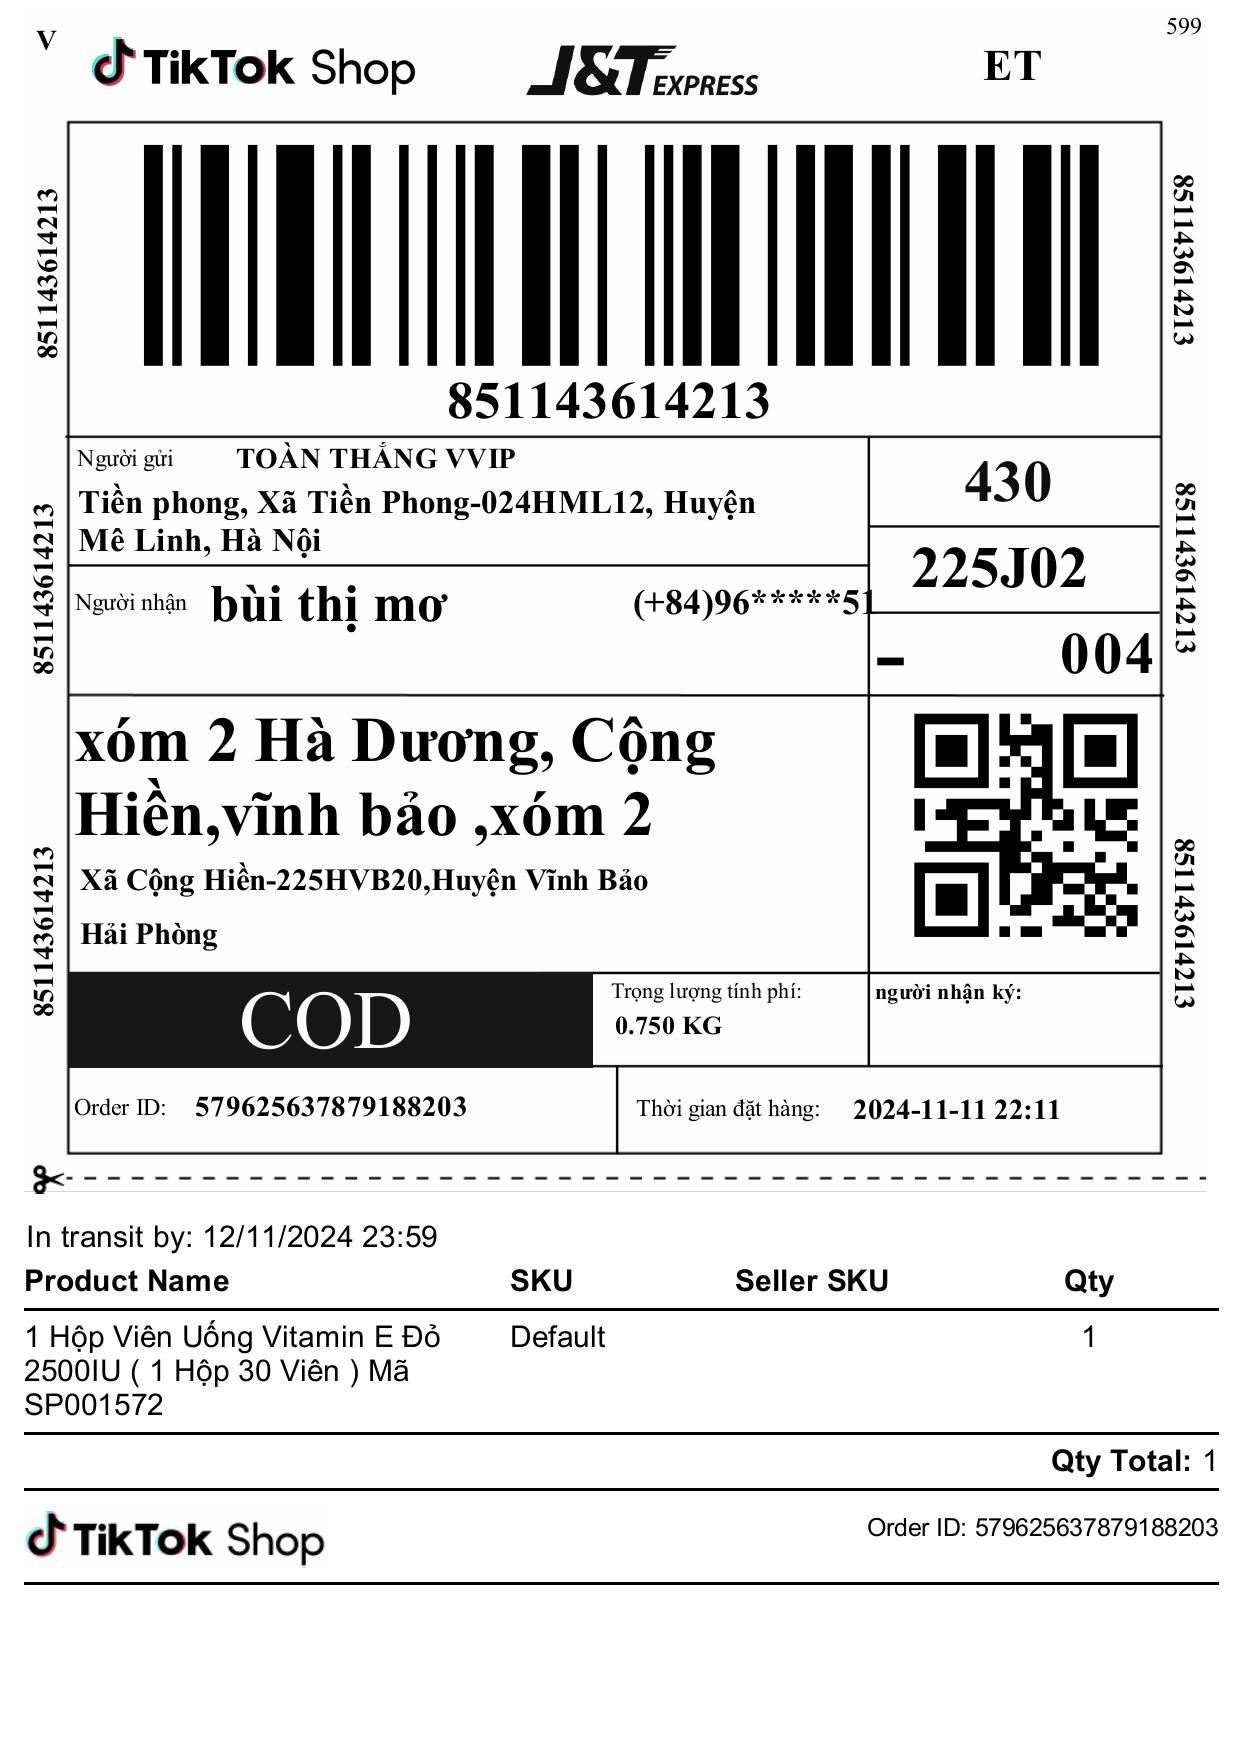 599
V
TikTok Shop
J&T EXPRESS
ET
851143614213
851143614213
851143614213
Người gửi TOÀN THẮNG VVIP
Tiền phong, Xã Tiền Phong-024HML12, Huyện
Mê Linh, Hà Nội
430
225J02
- 004
851143614213
851143614213
Người nhận bùi thị mơ (+84)96*****51
xóm 2 Hà Dương, Cộng
Hiền,vĩnh bảo ,xóm 2
Xã Cộng Hiền-225HVB20,Huyện Vĩnh Bảo
Hải Phòng
851143614213
851143614213
COD
Trọng lượng tính phí:
0.750 KG
người nhận ký:
Order ID: 579625637879188203
Thời gian đặt hàng: 2024-11-11 22:11
In transit by: 12/11/2024 23:59
Product Name SKU Seller SKU Qty
1 Hộp Viên Uống Vitamin E Đỏ Default 1
2500IU ( 1 Hộp 30 Viên ) Mã
SP001572
Qty Total: 1
TikTok Shop
Order ID: 579625637879188203